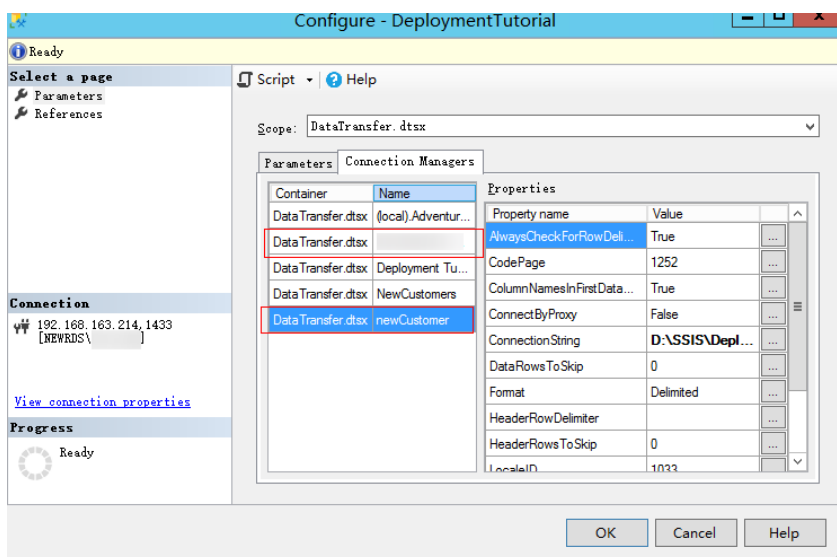 Configure - DeploymentTutorial
Ready
Select a page
Parameters
References
Script
Help
Scope: DataTransfer.dtsx
Parameters
Connection Managers
Container Name
DataTransfer.dtsx (local).Adventur...
DataTransfer.dtsx
DataTransfer.dtsx Deployment Tu...
DataTransfer.dtsx NewCustomers
DataTransfer.dtsx newCustomer
Properties
Property name Value
AlwaysCheckForRowDeli... True ...
CodePage 1252 ...
ColumnNamesInFirstData... True ...
ConnectByProxy False ...
ConnectionString D:\SSIS\Depl... ...
DataRowsToSkip 0 ...
Format Delimited ...
HeaderRowDelimiter ...
HeaderRowsToSkip 0 ...
LocaleID 1033
Connection
192.168.163.214,1433
[NEWRDS\ ]
View connection properties
Progress
Ready
OK
Cancel
Help